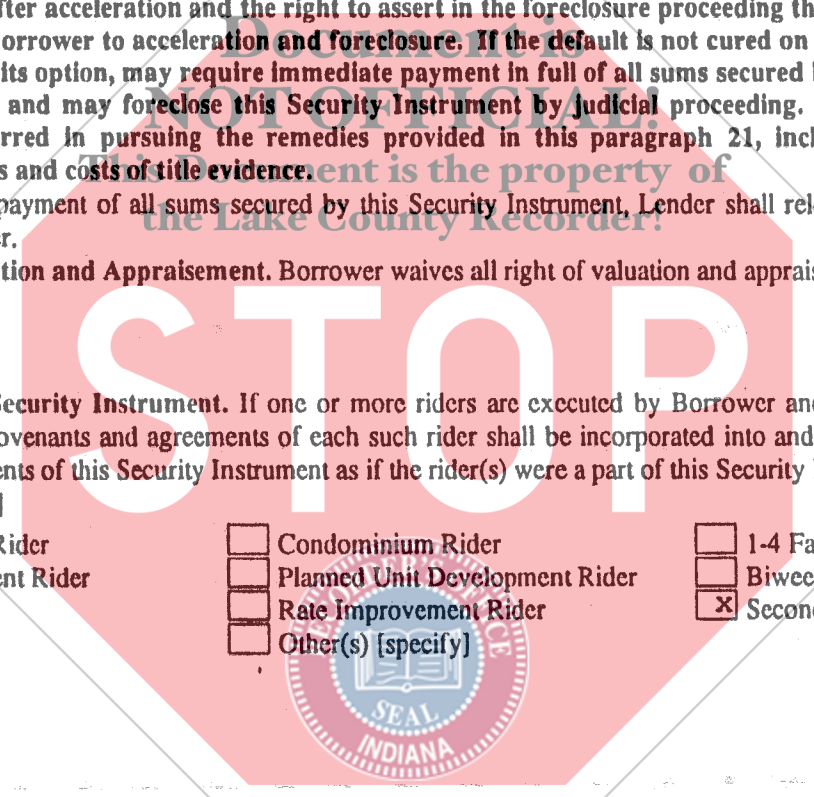 fter acceleration and the right to assert in the foreclosure proceeding th
orrower to acceleration and foreclosure. If the default is not cured on
its option, may require immediate payment in full of all sums secured
and may foreclose this Security Instrument by judicial proceeding.
rred in pursuing the remedies provided in this paragraph 21, incl
s and costs of title evidence.
payment of all sums secured by this Security Instrument, Lender shall rel
r.
tion and Appraisement. Borrower waives all right of valuation and apprais
Document is
NOT OFFICIAL!
This Document is the property of
the Lake County Recorder!
STOP
Security Instrument. If one or more riders are executed by Borrower and
ovenants and agreements of each such rider shall be incorporated into and
ents of this Security Instrument as if the rider(s) were a part of this Security
]
Rider
Condominium Rider
1-4 Fa
nt Rider
Planned Unit Development Rider
Biwee
Rate Improvement Rider
x Second
Other(s) [specify]
RECORDER'S OFFICE
SEAL
INDIANA